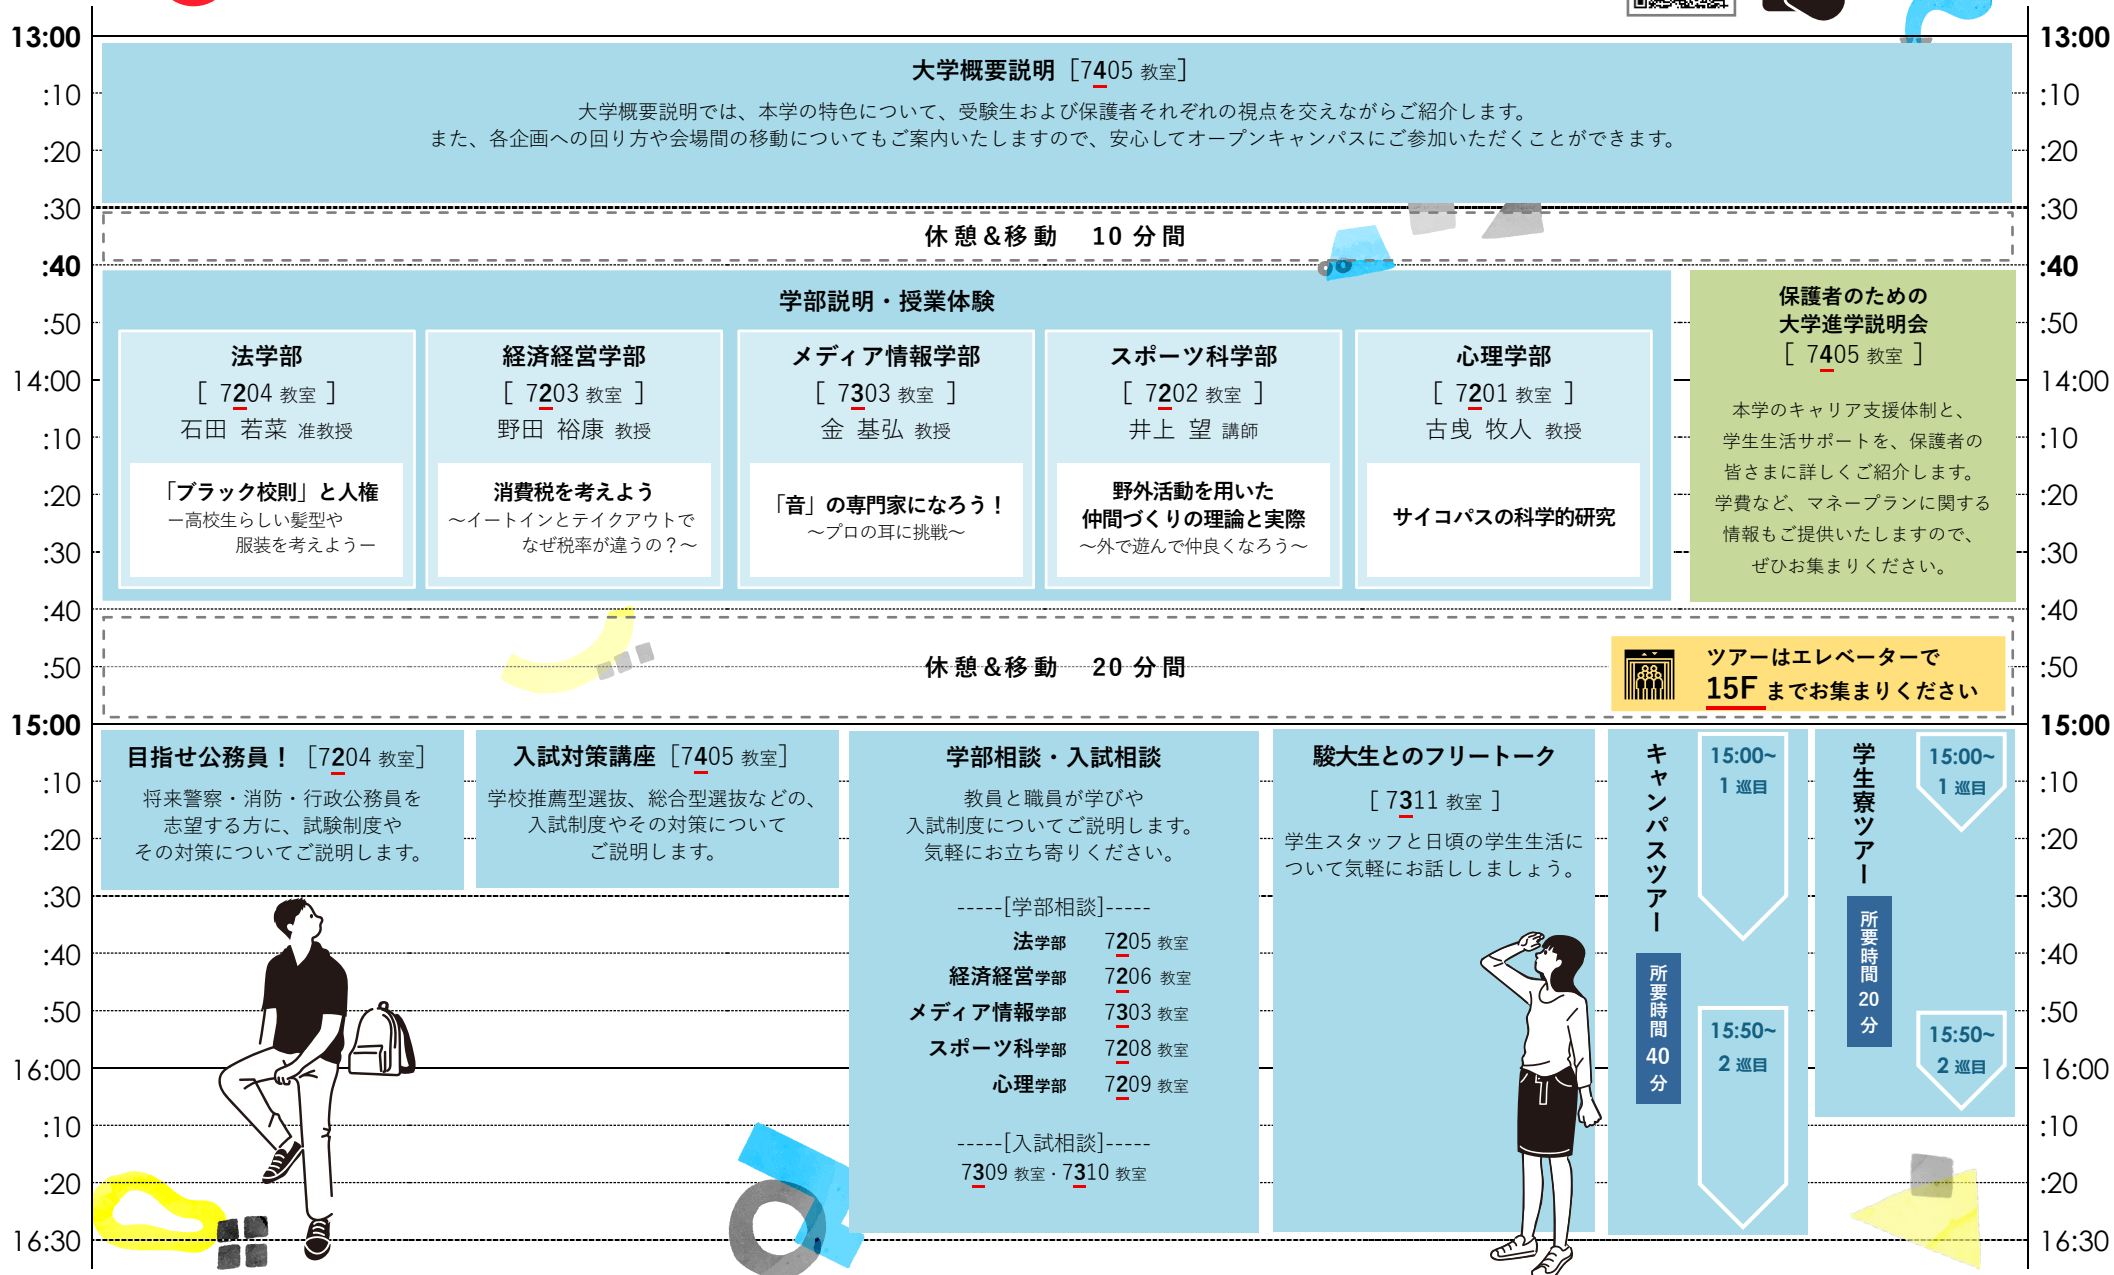 13:00
:10
:20
:30
:40
:50
14:00
:10
:20
:30
:40
:50
15:00
:10
:20
:30
:40
:50
16:00
:10
:20
16:30
大学概要説明［7405 教室］
大学概要説明では、本学の特色について、受験生および保護者それぞれの視点を交えながらご紹介します。
また、各企画への回り方や会場間の移動についてもご案内いたしますので、安心してオープンキャンパスにご参加いただくことができます。
休憩&移動　10 分間
学部説明・授業体験
法学部
［ 7204 教室 ］
石田 若菜 准教授
「ブラック校則」と人権
ー高校生らしい髪型や
服装を考えようー
経済経営学部
［ 7203 教室 ］
野田 裕康 教授
消費税を考えよう
～イートインとテイクアウトで
なぜ税率が違うの？～
メディア情報学部
［ 7303 教室 ］
金 基弘 教授
「音」の専門家になろう！
～プロの耳に挑戦～
スポーツ科学部
［ 7202 教室 ］
井上 望 講師
野外活動を用いた
仲間づくりの理論と実際
～外で遊んで仲良くなろう～
心理学部
［ 7201 教室 ］
古曵 牧人 教授
サイコパスの科学的研究
保護者のための
大学進学説明会
［ 7405 教室 ］
本学のキャリア支援体制と、
学生生活サポートを、保護者の
皆さまに詳しくご紹介します。
学費など、マネープランに関する
情報もご提供いたしますので、
ぜひお集まりください。
休憩&移動　20 分間
ツアーはエレベーターで
15F までお集まりください
目指せ公務員！［7204 教室］
将来警察・消防・行政公務員を
志望する方に、試験制度や
その対策についてご説明します。
入試対策講座［7405 教室］
学校推薦型選抜、総合型選抜などの、
入試制度やその対策について
ご説明します。
学部相談・入試相談
教員と職員が学びや
入試制度についてご説明します。
気軽にお立ち寄りください。
-----[学部相談]-----
法学部　7205 教室
経済経営学部　7206 教室
メディア情報学部　7303 教室
スポーツ科学部　7208 教室
心理学部　7209 教室
-----[入試相談]-----
7309 教室・7310 教室
駿大生とのフリートーク
［ 7311 教室 ］
学生スタッフと日頃の学生生活に
ついて気軽にお話ししましょう。
キャンパスツアー
所要時間 40 分
15:00~
1 巡目
15:50~
2 巡目
学生寮ツアー
所要時間 20 分
15:00~
1 巡目
15:50~
2 巡目
13:00
:10
:20
:30
:40
:50
14:00
:10
:20
:30
:40
:50
15:00
:10
:20
:30
:40
:50
16:00
:10
:20
16:30